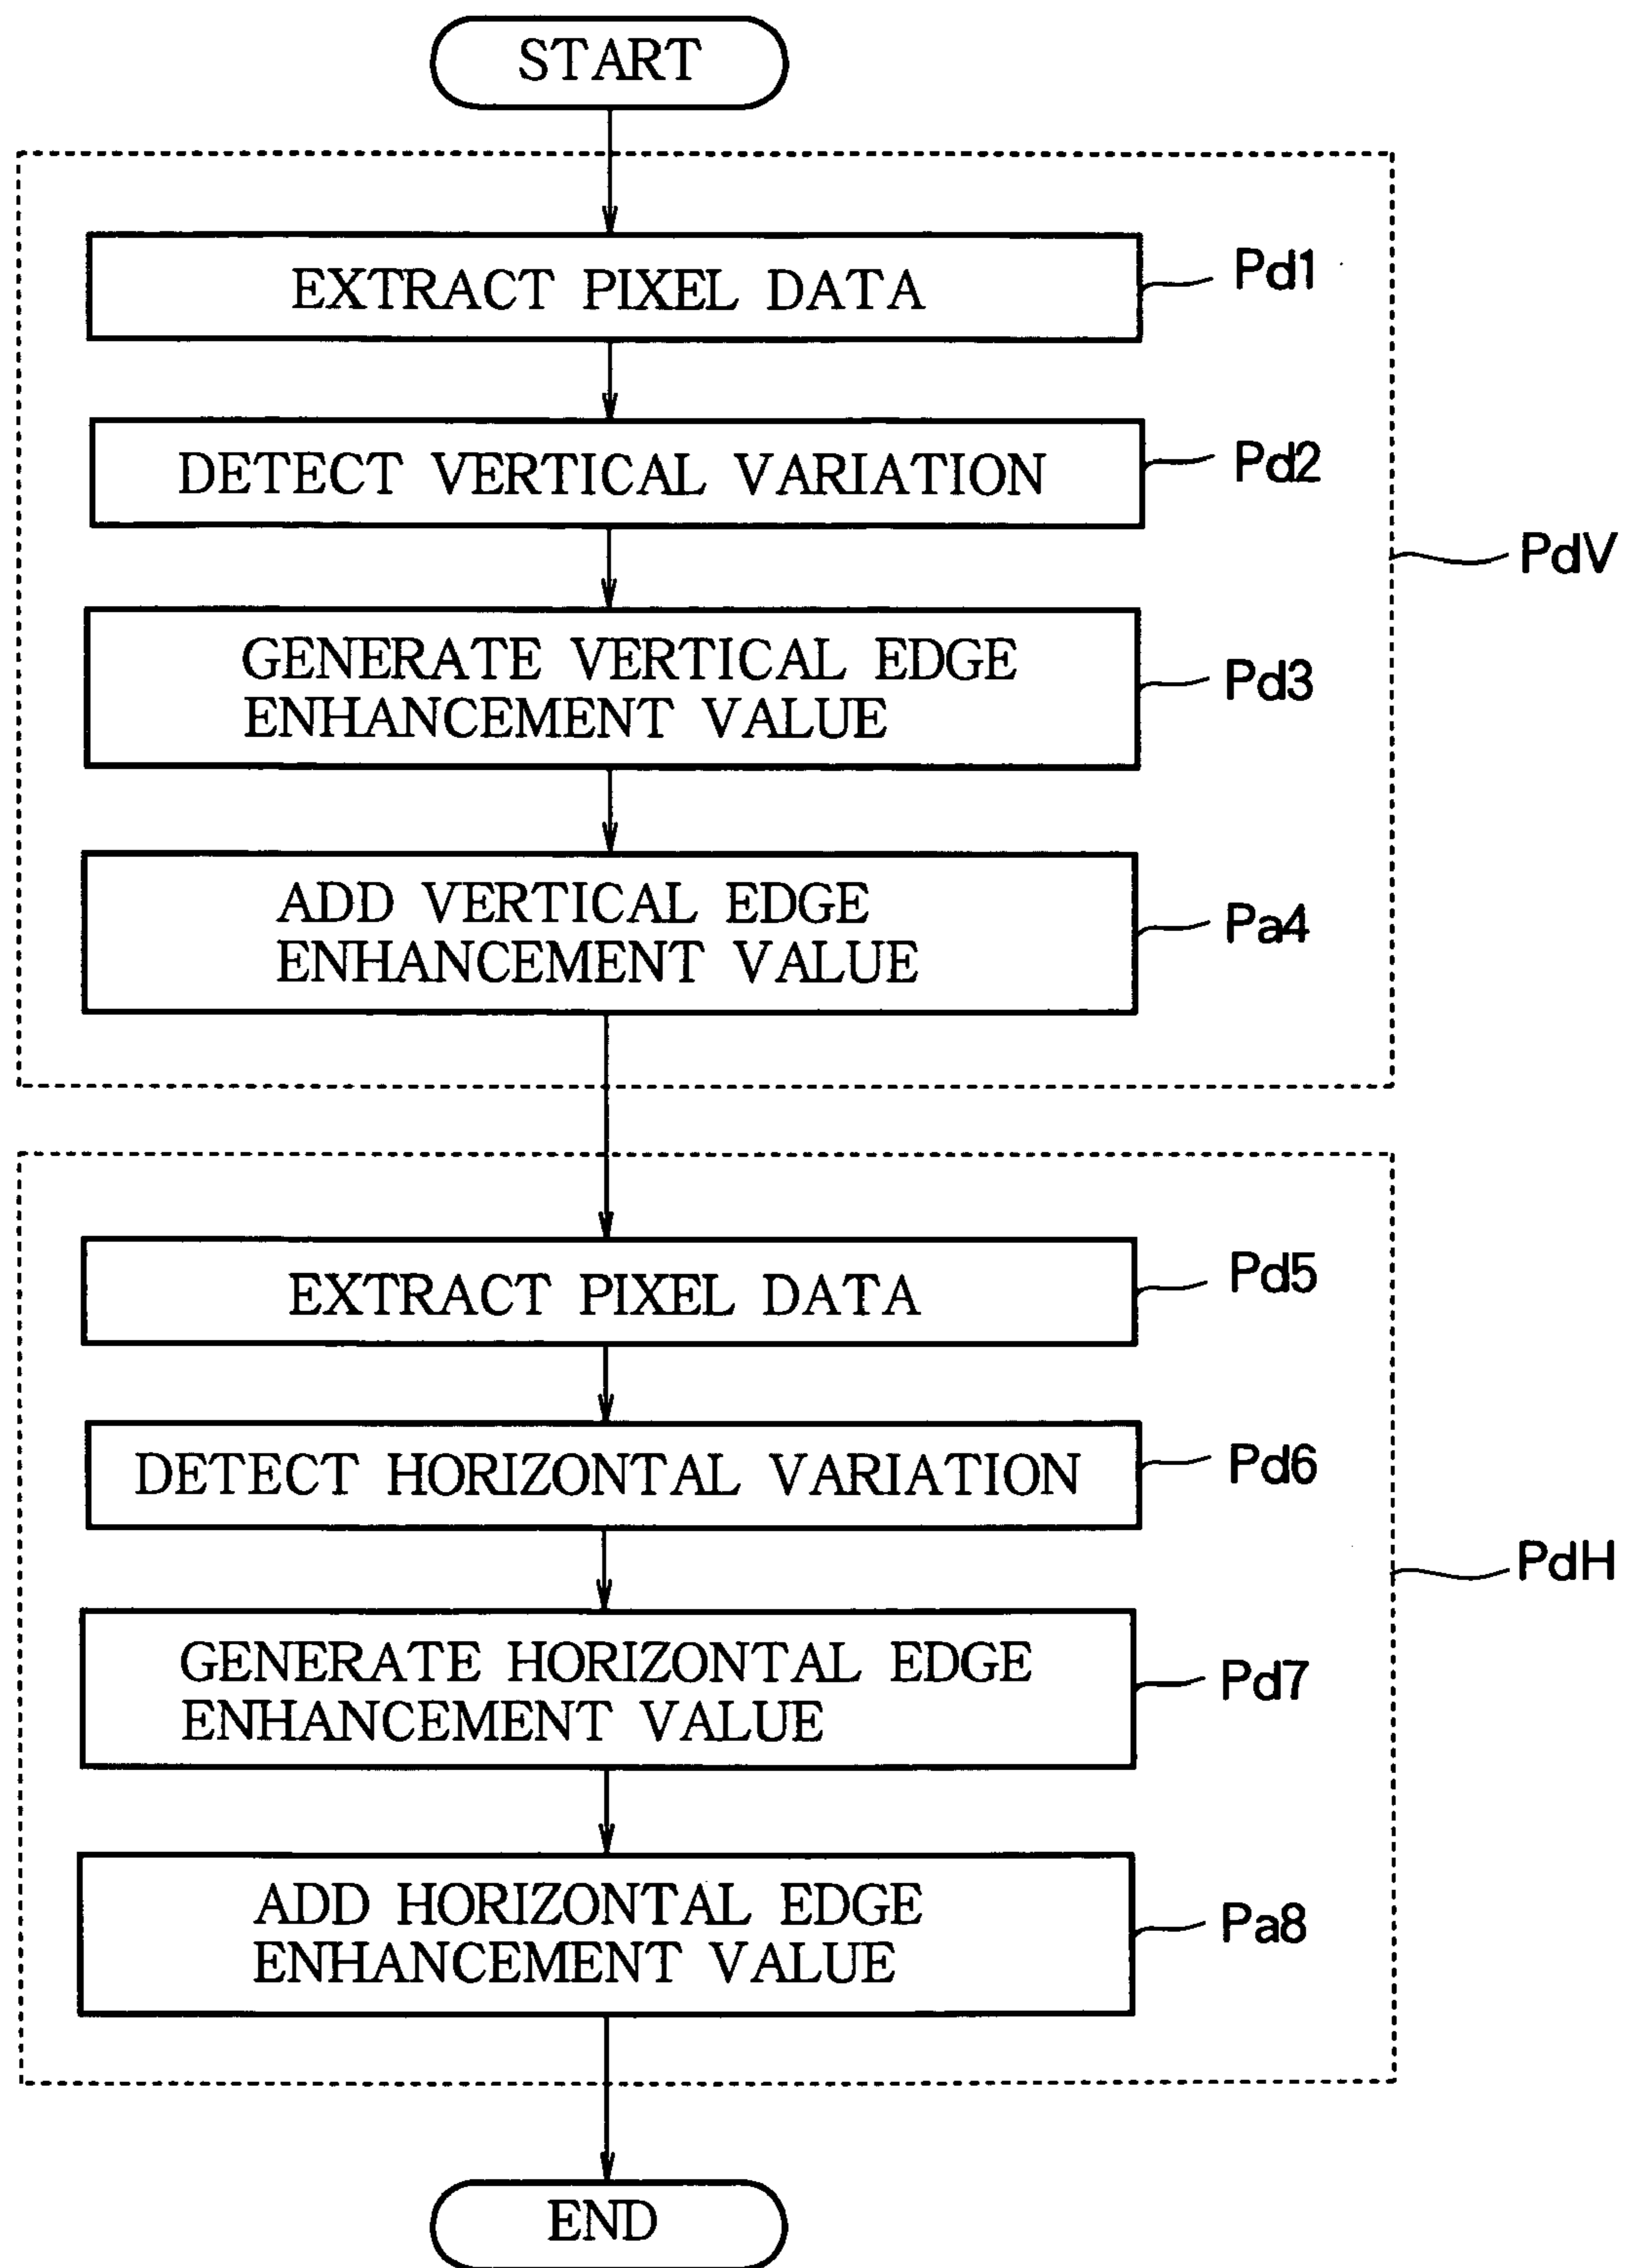 START
EXTRACT PIXEL DATA
Pd1
DETECT VERTICAL VARIATION
Pd2
PdV
GENERATE VERTICAL EDGE
ENHANCEMENT VALUE
Pd3
ADD VERTICAL EDGE
ENHANCEMENT VALUE
Pa4
EXTRACT PIXEL DATA
Pd5
DETECT HORIZONTAL VARIATION
Pd6
PdH
GENERATE HORIZONTAL EDGE
ENHANCEMENT VALUE
Pd7
ADD HORIZONTAL EDGE
ENHANCEMENT VALUE
Pa8
END